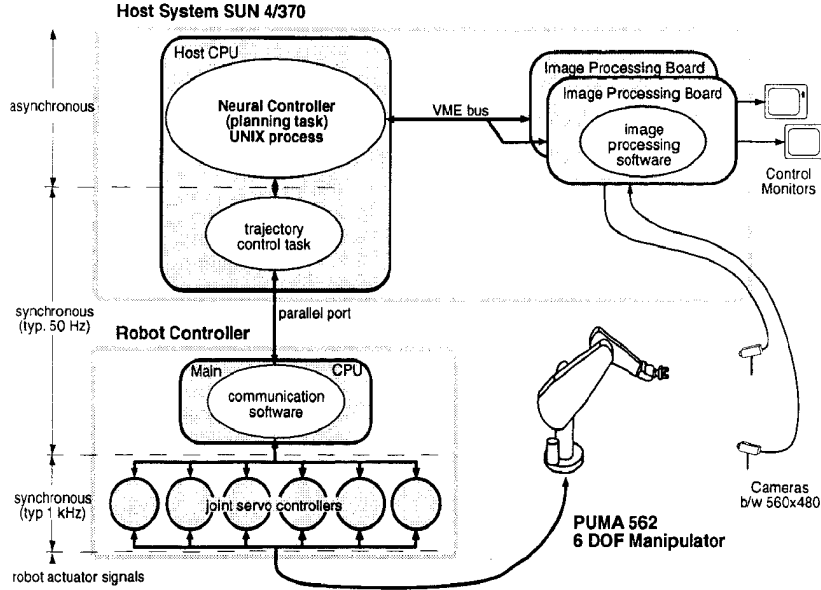 Host System SUN 4/370
Host CPU
asynchronous
Neural Controller
(planning task)
UNIX process
VME bus
Image Processing Board
Image Processing Board
image
processing
software
Control
Monitors
trajectory
control task
synchronous
(typ. 50 Hz)
parallel port
Robot Controller
Main
CPU
communication
software
synchronous
(typ 1 kHz)
joint servo controllers
Cameras
b/w 560x480
PUMA 562
6 DOF Manipulator
robot actuator signals